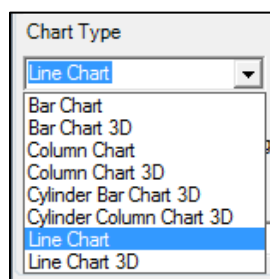 Chart Type
Line Chart
Bar Chart
Bar Chart 3D
Column Chart
Column Chart 3D
Cylinder Bar Chart 3D
Cylinder Column Chart 3D
Line Chart
Line Chart 3D